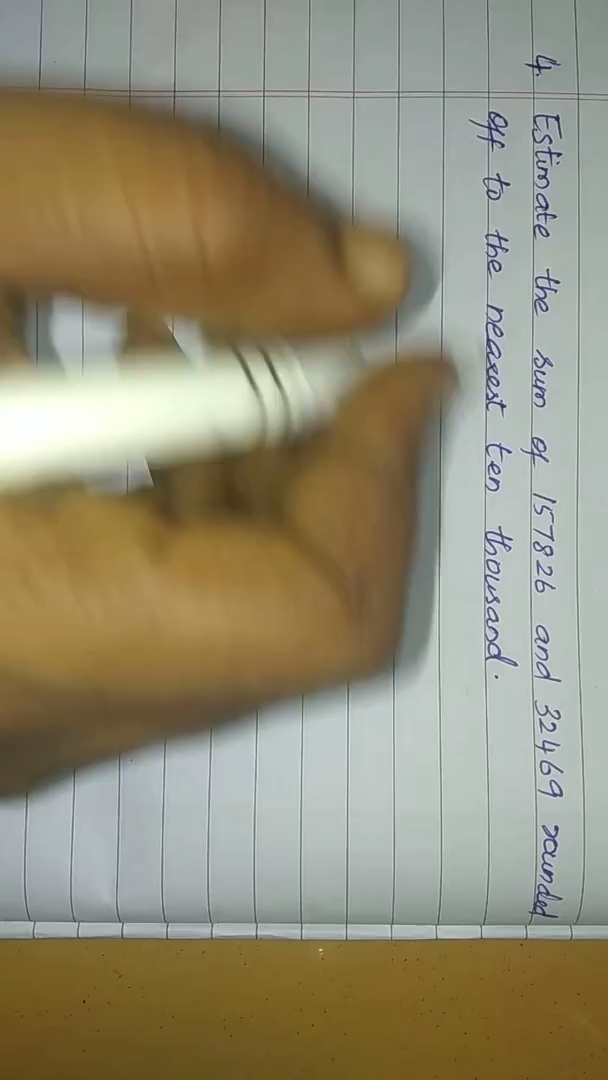 4. Estimate the sum of 157826 and 32469 rounded
off to the nearest ten thousand.